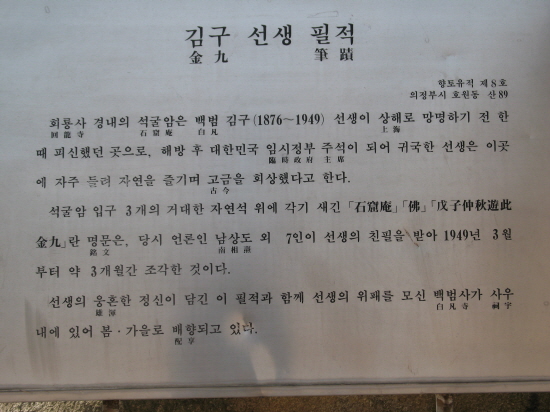 김구 선생 필적
金九 筆蹟
향토유적 제8호
의정부시 호원동 산89
회룡사 경내의 석굴암은 백범 김구(1876~1949) 선생이 상해로 망명하기 전 한
回龍寺 石窟庵 白凡 上海
때 피신했던 곳으로, 해방 후 대한민국 임시정부 주석이 되어 귀국한 선생은 이곳
臨時政府 主席
에 자주 들려 자연을 즐기며 고금을 회상했다고 한다.
古今
석굴암 입구 3개의 거대한 자연석 위에 각기 새긴 「石窟庵」「佛」「戊子仲秋遊此
金九」란 명문은, 당시 언론인 남상도 외 7인이 선생의 친필을 받아 1949년 3월
銘文 南相
부터 약 3개월간 조각한 것이다.
선생의 웅혼한 정신이 담긴 이 필적과 함께 선생의 위패를 모신 백범사가 사우
雄渾 白凡寺 祠宇
내에 있어 봄·가을로 배향되고 있다.
配享